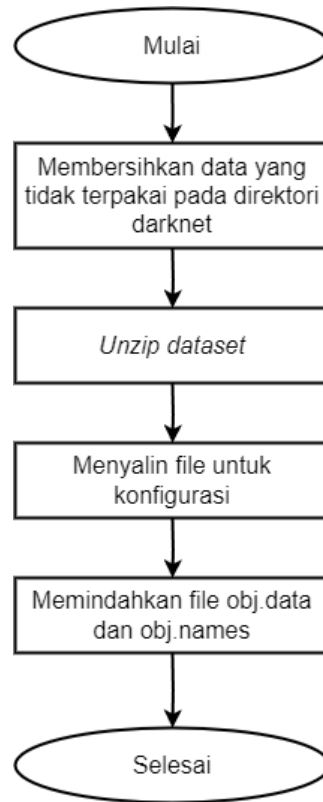 Mulai
Membersihkan data yang
tidak terpakai pada direktori
darknet
Unzip dataset
Menyalin file untuk
konfigurasi
Memindahkan file obj.data
dan obj.names
Selesai